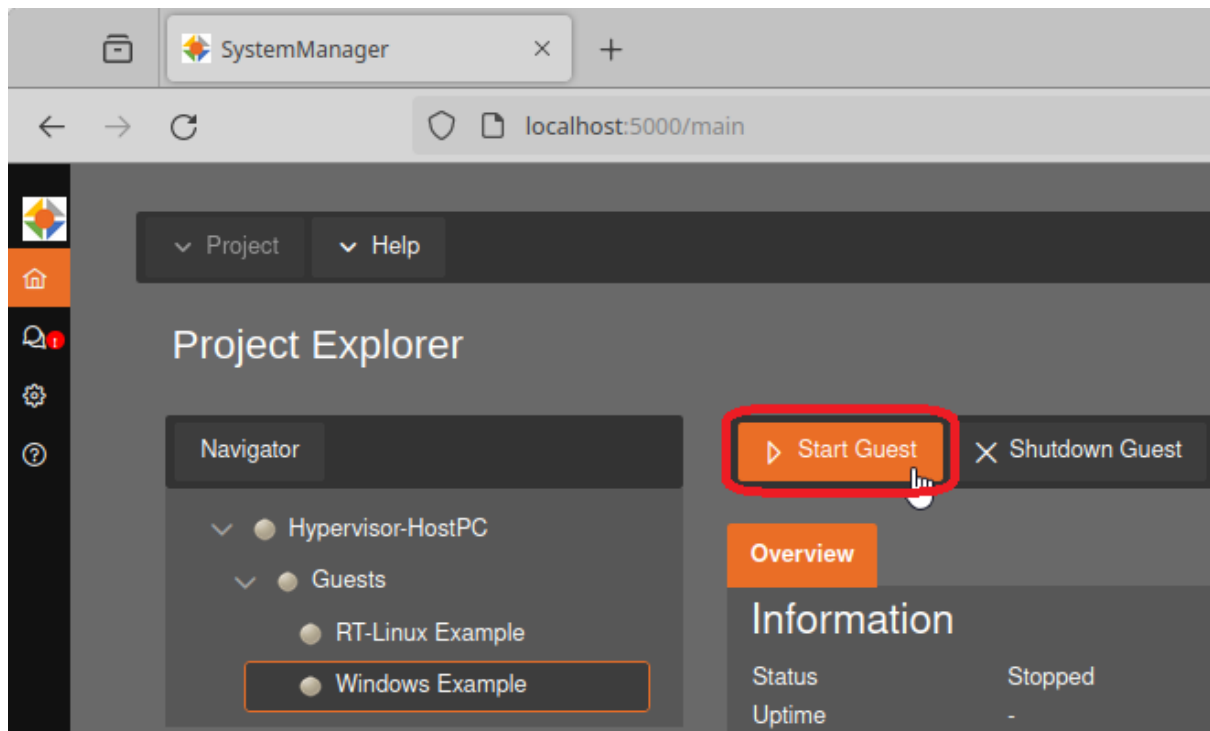 SystemManager
localhost:5000/main
Project Help
Project Explorer
Navigator
Start Guest Shutdown Guest
Hypervisor-HostPC
Guests
RT-Linux Example
Windows Example
Overview
Information
Status Stopped
Uptime -